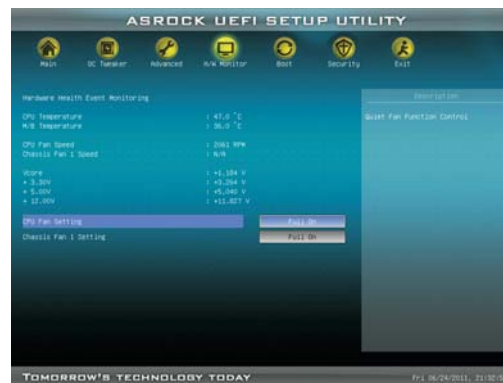 ASROCK UEFI SETUP UTILITY
Main OC Tweaker Advanced H/W Monitor Boot Security Exit
Hardware Health Event Monitoring
Description
Quiet Fan Function Control
CPU Temperature : 47.0 °C
M/B Temperature : 36.0 °C
CPU Fan Speed : 2061 RPM
Chassis Fan 1 Speed : N/A
Vcore : +1.184 V
+ 3.30V : +3.264 V
+ 5.00V : +5.040 V
+ 12.00V : +11.827 V
CPU Fan Setting Full On
Chassis Fan 1 Setting Full On
TOMORROW'S TECHNOLOGY TODAY
Fri 06/24/2011,